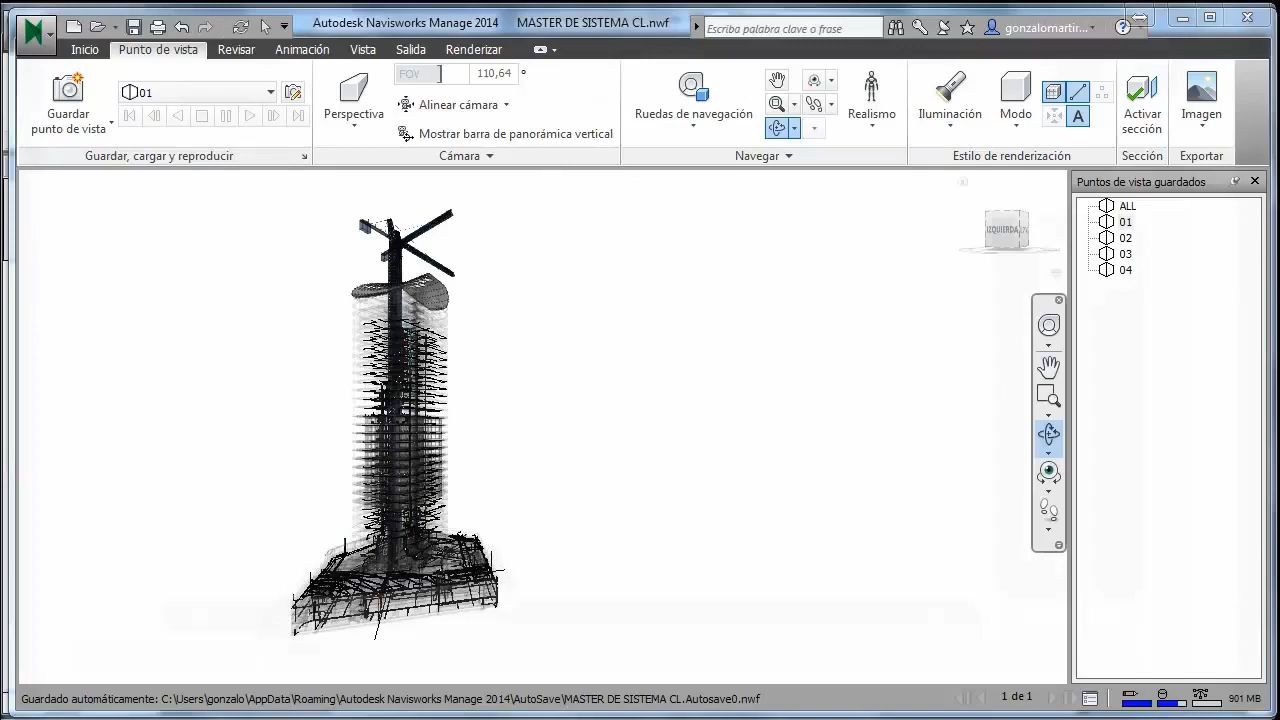 Autodesk Navisworks Manage 2014 MASTER DE SISTEMA CL.nwf
Escriba palabra clave o frase
gonzalomartir...
Inicio Punto de vista Revisar Animación Vista Salida Renderizar
FOV 110,64 °
01
Alinear cámara
Mostrar barra de panorámica vertical
Guardar
punto de vista
Perspectiva
Ruedas de navegación
Realismo
Iluminación
Modo
A
Activar
sección
Imagen
Guardar, cargar y reproducir
Cámara
Navegar
Estilo de renderización
Sección
Exportar
Puntos de vista guardados
ALL
01
02
03
04
IZQUIERDA
Guardado automáticamente: C:\Users\gonzalo\AppData\Roaming\Autodesk Navisworks Manage 2014\AutoSave\MASTER DE SISTEMA CL.Autosave0.nwf
1 de 1
901 MB